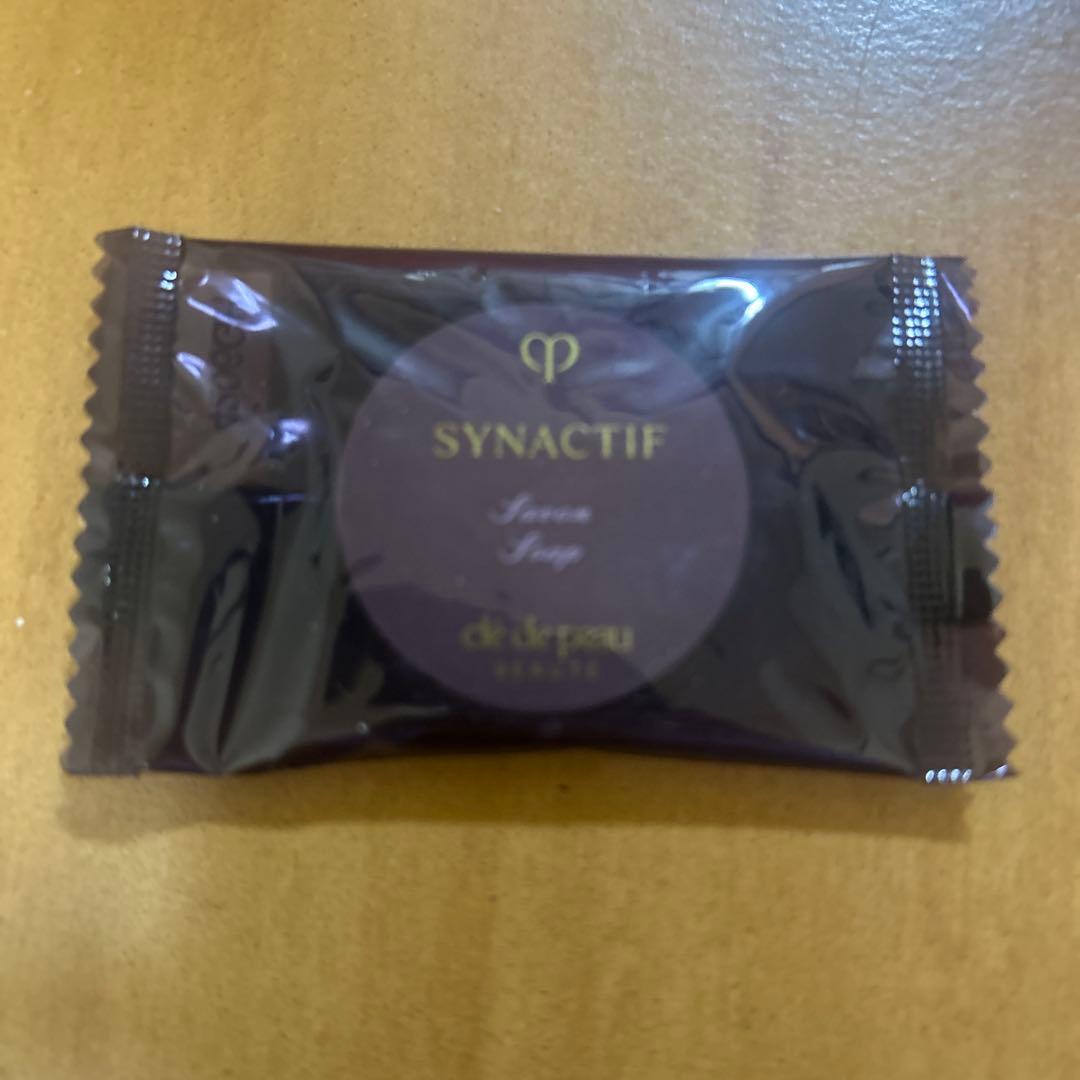 SYNACTIF
Savon
Soap
clé de peau
BEAUTÉ